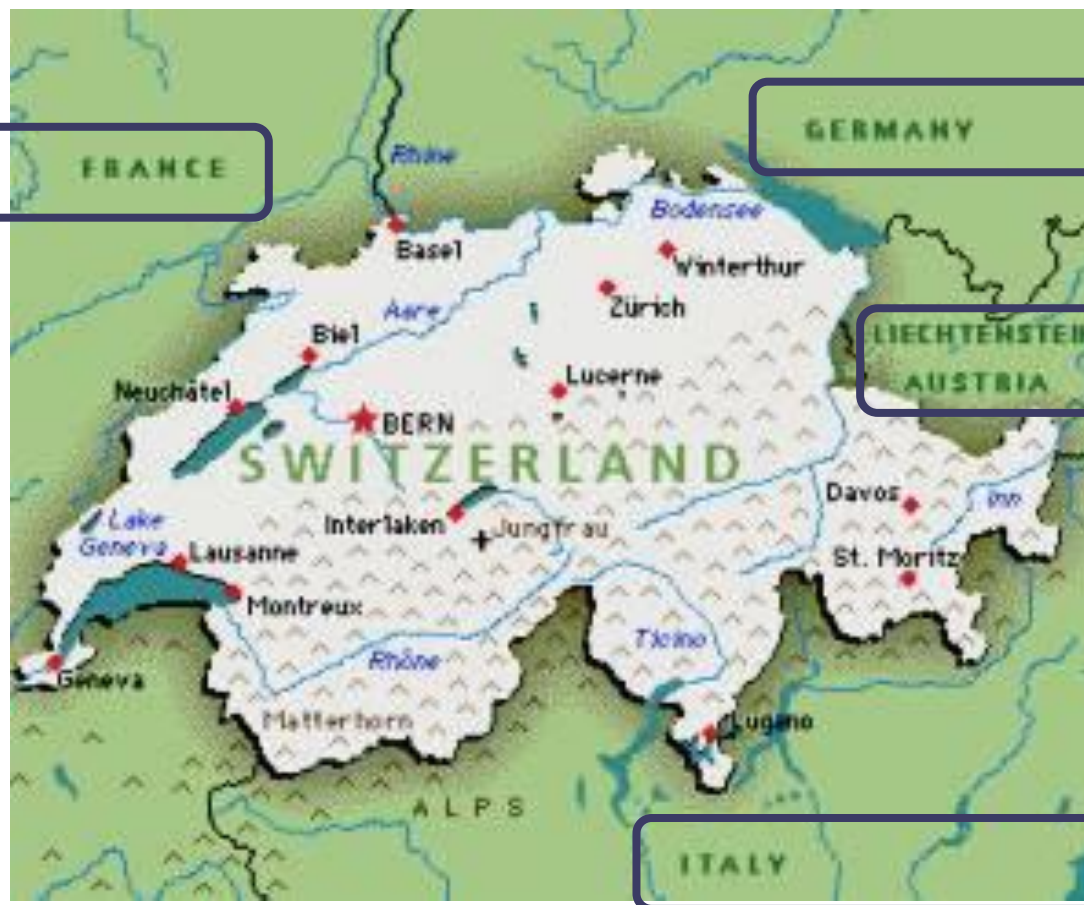 GERMANY
FRANCE
Rhine
Bodensee
Basel
Winterthur
Zürich
Aare
Biel
LIECHTENSTEI
Lucerne
AUSTRIA
Neuchâtel
BERN
SWITZERLAND
Davos
Inn
Interlaken
Jungfrau
Lake
Geneva
Lausanne
St. Moritz
Montreux
Ticino
Rhône
Geneva
Matterhorn
Lugano
ALPS
ITALY